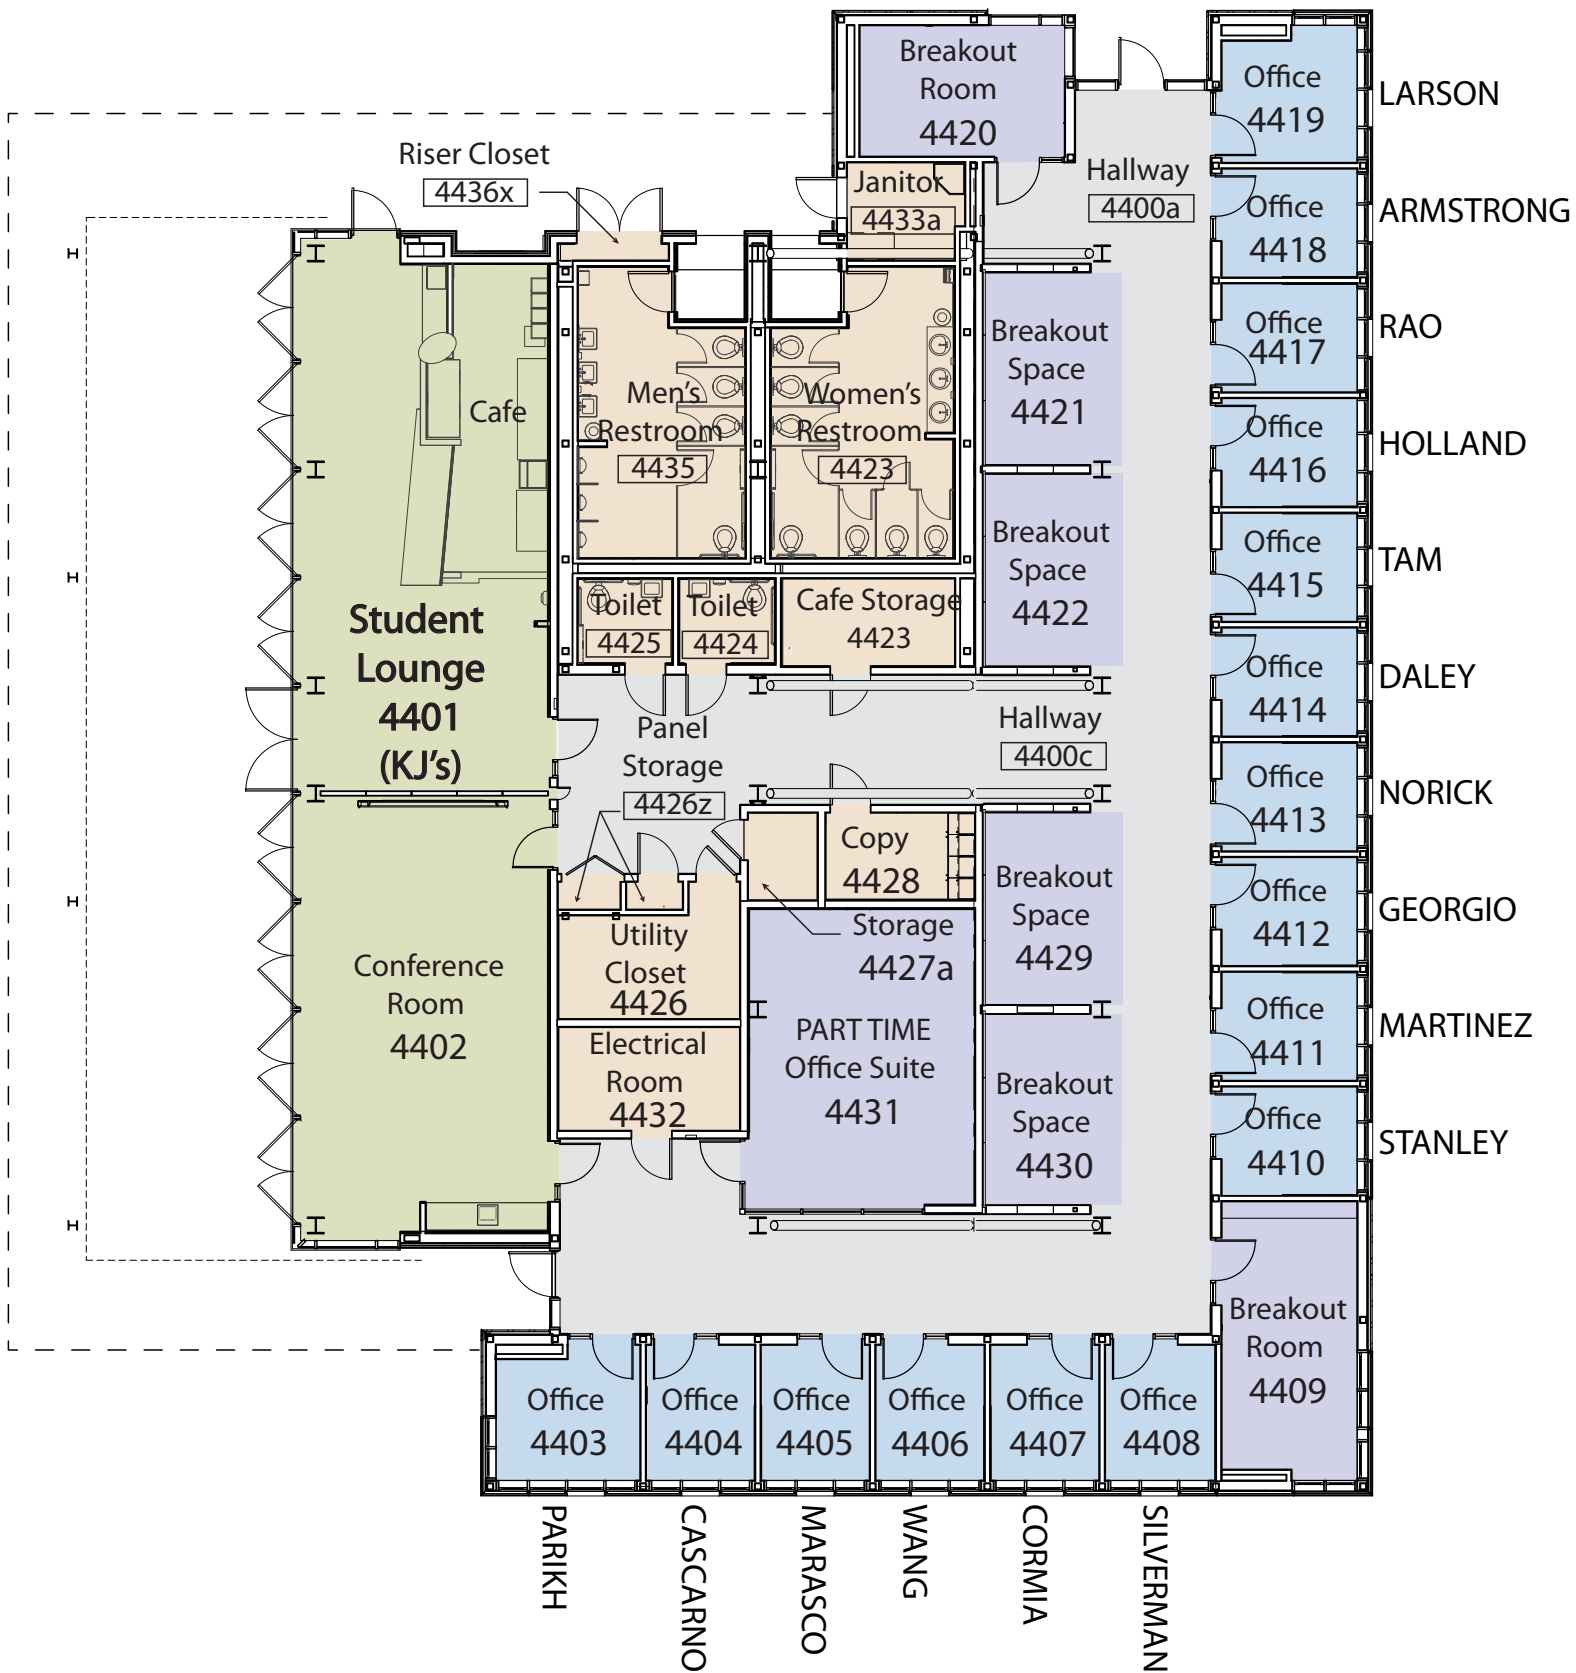 Breakout
Room
4420
Office
4419
LARSON
Riser Closet
4436x
Janitor
4433a
Hallway
4400a
Office
4418
ARMSTRONG
Breakout
Space
4421
Office
4417
RAO
Cafe
Men's
Restroom
4435
Women's
Restroom
4423
Office
4416
HOLLAND
Breakout
Space
4422
Office
4415
TAM
Student
Lounge
4401
(KJ's)
Toilet
4425
Toilet
4424
Cafe Storage
4423
Office
4414
DALEY
Panel
Storage
4426z
Hallway
4400c
Office
4413
NORICK
Copy
4428
Breakout
Space
4429
Office
4412
GEORGIO
Storage
4427a
Utility
Closet
4426
Conference
Room
4402
Office
4411
MARTINEZ
Electrical
Room
4432
PART TIME
Office Suite
4431
Breakout
Space
4430
Office
4410
STANLEY
Breakout
Room
4409
Office
4403
Office
4404
Office
4405
Office
4406
Office
4407
Office
4408
PARIKH
CASCARNO
MARASCO
WANG
CORMIA
SILVERMAN